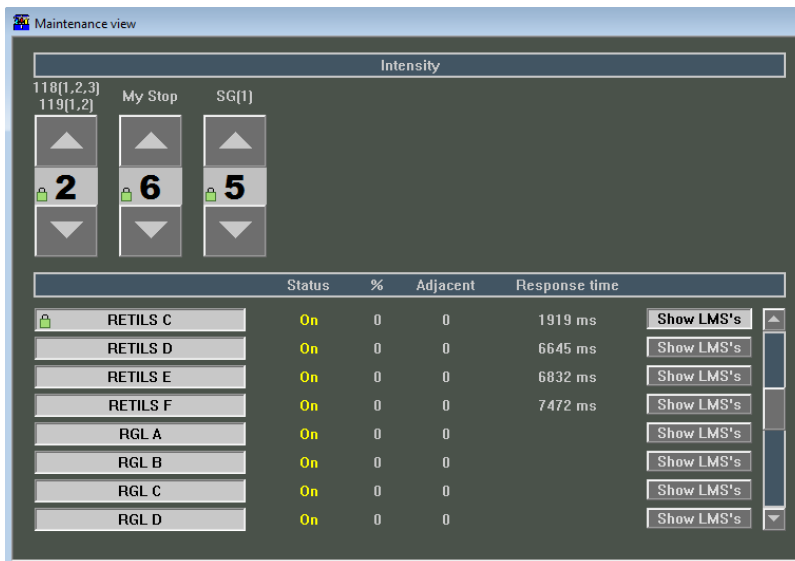 Maintenance view
Intensity
118(1,2,3)
119(1,2)
My Stop
SG(1)
2
6
5
Status % Adjacent Response time
RETILS C On 0 0 1919 ms Show LMS's
RETILS D On 0 0 6645 ms Show LMS's
RETILS E On 0 0 6832 ms Show LMS's
RETILS F On 0 0 7472 ms Show LMS's
RGL A On 0 0 Show LMS's
RGL B On 0 0 Show LMS's
RGL C On 0 0 Show LMS's
RGL D On 0 0 Show LMS's